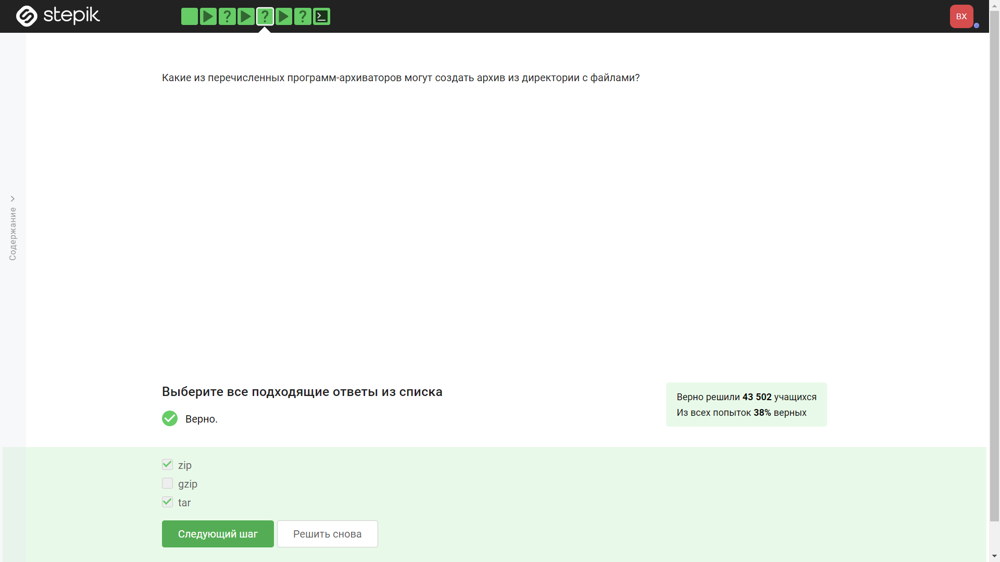 stepik
BX
Содержание
Какие из перечисленных программ-архиваторов могут создать архив из директории с файлами?
Выберите все подходящие ответы из списка
Верно.
Верно решили 43 502 учащихся
Из всех попыток 38% верных
zip
gzip
tar
Следующий шаг
Решить снова